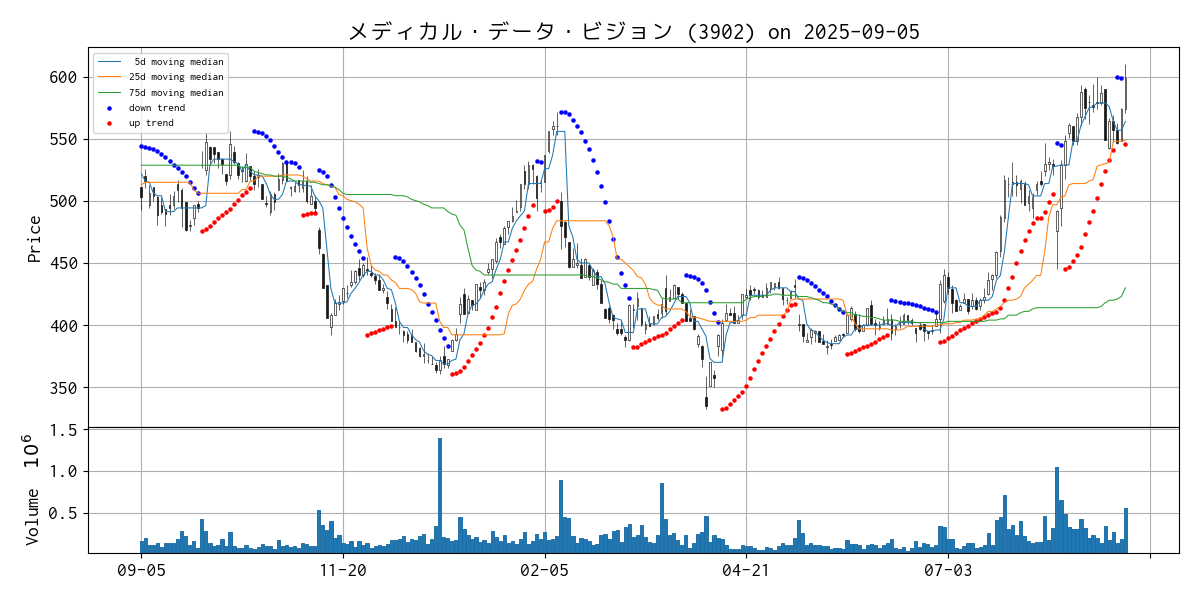 メディカル・データ・ビジョン (3902) on 2025-09-05
5d moving median
25d moving median
75d moving median
down trend
up trend
Price
600
550
500
450
400
350
Volume 10^6
1.5
1.0
0.5
09-05
11-20
02-05
04-21
07-03